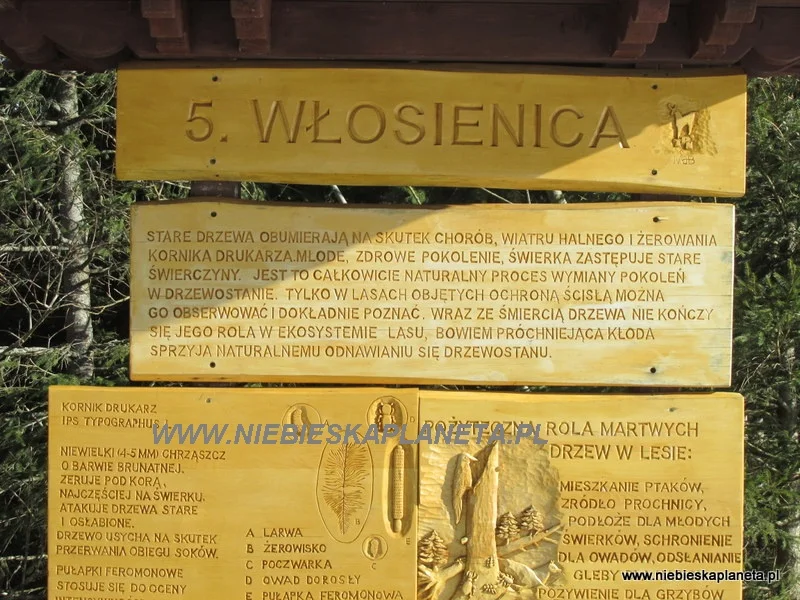 5. WŁOSIENICA
STARE DRZEWA OBUMIERAJĄ NA SKUTEK CHORÓB, WIATRU HALNEGO I ŻEROWANIA
KORNIKA DRUKARZA.MŁODE, ZDROWE POKOLENIE, ŚWIERKA ZASTĘPUJE STARE
ŚWIERCZYNY. JEST TO CAŁKOWICIE NATURALNY PROCES WYMIANY POKOLEŃ
W DRZEWOSTANIE. TYLKO W LASACH OBJĘTYCH OCHRONĄ ŚCISŁĄ MOŻNA
GO OBSERWOWAĆ I DOKŁADNIE POZNAĆ. WRAZ ZE ŚMIERCIĄ DRZEWA NIE KOŃCZY
SIĘ JEGO ROLA W EKOSYSTEMIE LASU, BOWIEM PRÓCHNIEJĄCA KŁODA
SPRZYJA NATURALNEMU ODNAWIANIU SIĘ DRZEWOSTANU.
KORNIK DRUKARZ
IPS TYPOGRAPHUS L.
WWW.NIEBIESKAPLANETA.PL
NIEWIELKI (4-5 MM) CHRZĄSZCZ
O BARWIE BRUNATNEJ.
ŻERUJE POD KORĄ,
NAJCZĘŚCIEJ NA ŚWIERKU.
ATAKUJE DRZEWA STARE
I OSŁABIONE.
DRZEWO USYCHA NA SKUTEK
PRZERWANIA OBIEGU SOKÓW.
PUŁAPKI FEROMONOWE
STOSUJE SIĘ DO OCENY
A LARWA
B ŻEROWISKO
C POCZWARKA
D OWAD DOROSŁY
E PUŁAPKA FEROMONOWA
ROLA MARTWYCH
DRZEW W LESIE:
MIESZKANIE PTAKÓW,
ŹRÓDŁO PRÓCHNICY,
PODŁOŻE DLA MŁODYCH
ŚWIERKÓW, SCHRONIENIE
DLA OWADÓW, ODSŁANIANIE
GLEBY
www.niebieskaplaneta.pl
POŻYWIENIE DLA GRZYBÓW